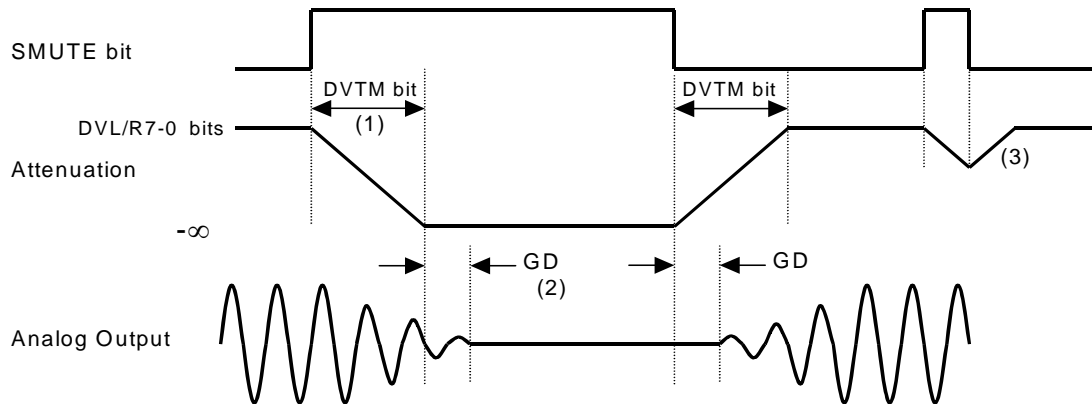 SMUTE bit
DVTM bit DVTM bit
(1)
DVL/R7-0 bits
(3)
Attenuation
-∞
GD GD
(2)
Analog Output